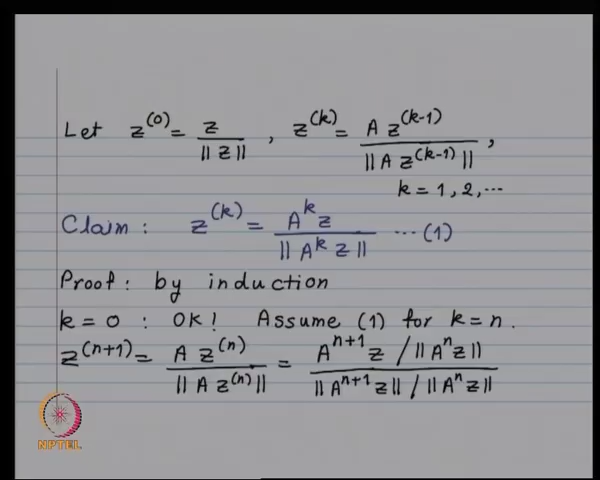 Let z^(0) = z / ||z|| , z^(k) = A z^(k-1) / ||A z^(k-1)|| ,
k = 1, 2, ...
Claim : z^(k) = A^k z / ||A^k z|| ... (1)
Proof : by induction
k = 0 : OK! Assume (1) for k = n.
z^(n+1) = A z^(n) / ||A z^(n)|| = (A^(n+1) z / ||A^n z||) / (||A^(n+1) z|| / ||A^n z||)
NPTEL